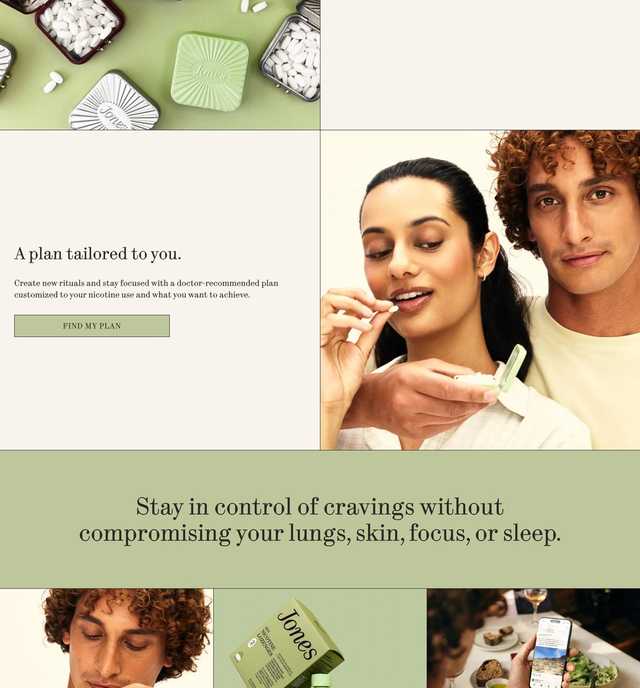 Jones
Jones
A plan tailored to you.
Create new rituals and stay focused with a doctor-recommended plan
customized to your nicotine use and what you want to achieve.
FIND MY PLAN
Stay in control of cravings without
compromising your lungs, skin, focus, or sleep.
Jones